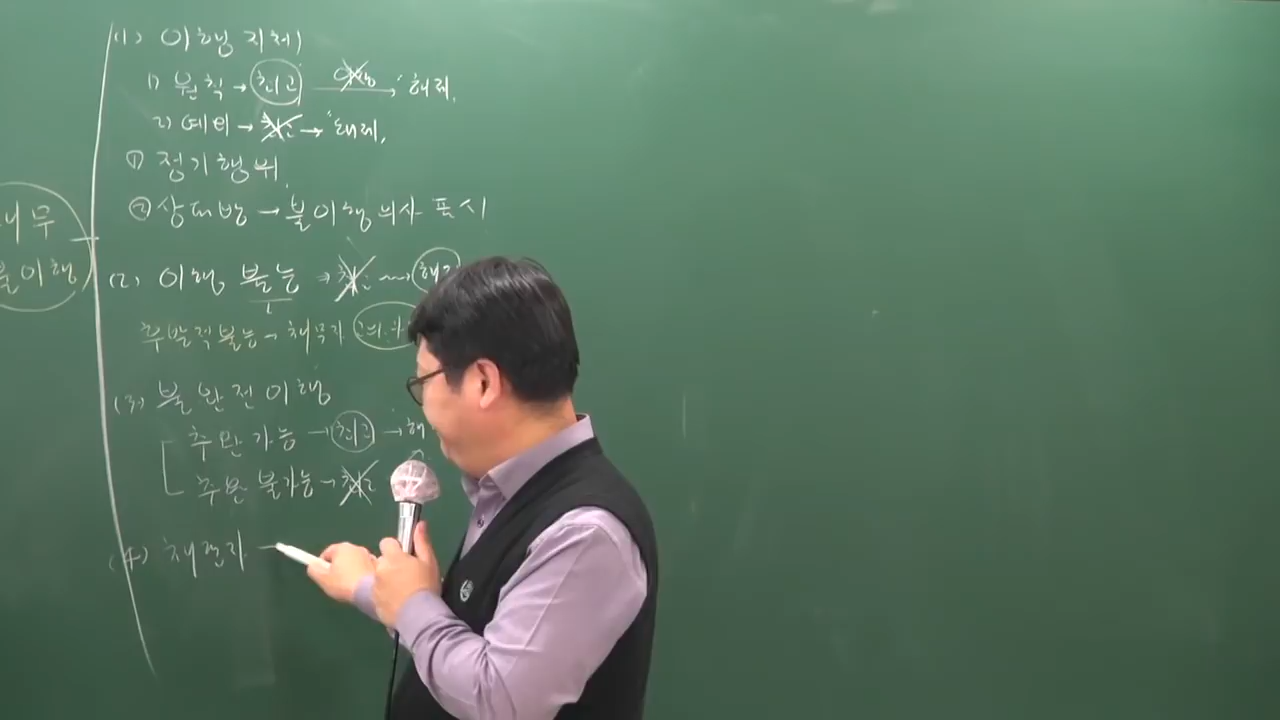 채무
불이행
(1) 이행지체
1) 원칙 → 최고 → 해제.
2) 예외 → 최고 → 해제.
① 정기행위.
② 상대방 → 불이행 의사 표시
(2) 이행 불능 → 최고 → 해제
후발적불능 → 채무자
(3) 불완전이행
추완 가능 → 최고 → 해
추완 불가능 → 최고
(4) 채권자 →